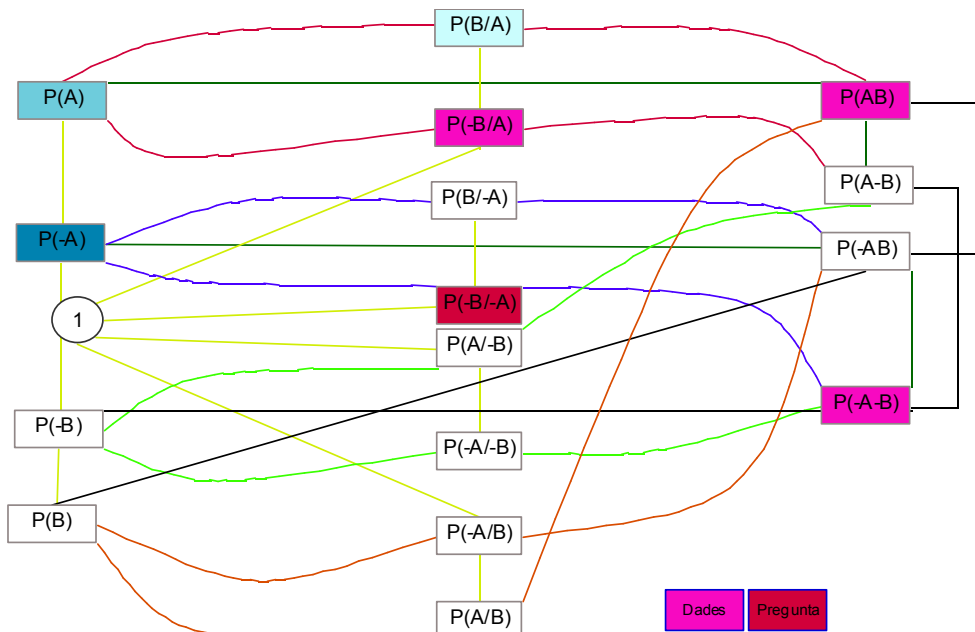 P(B/A)
P(A)
P(AB)
P(-B/A)
P(A-B)
P(B/-A)
P(-A)
P(-AB)
P(-B/-A)
1
P(A/-B)
P(-A-B)
P(-B)
P(-A/-B)
P(B)
P(-A/B)
P(A/B)
Dades
Pregunta